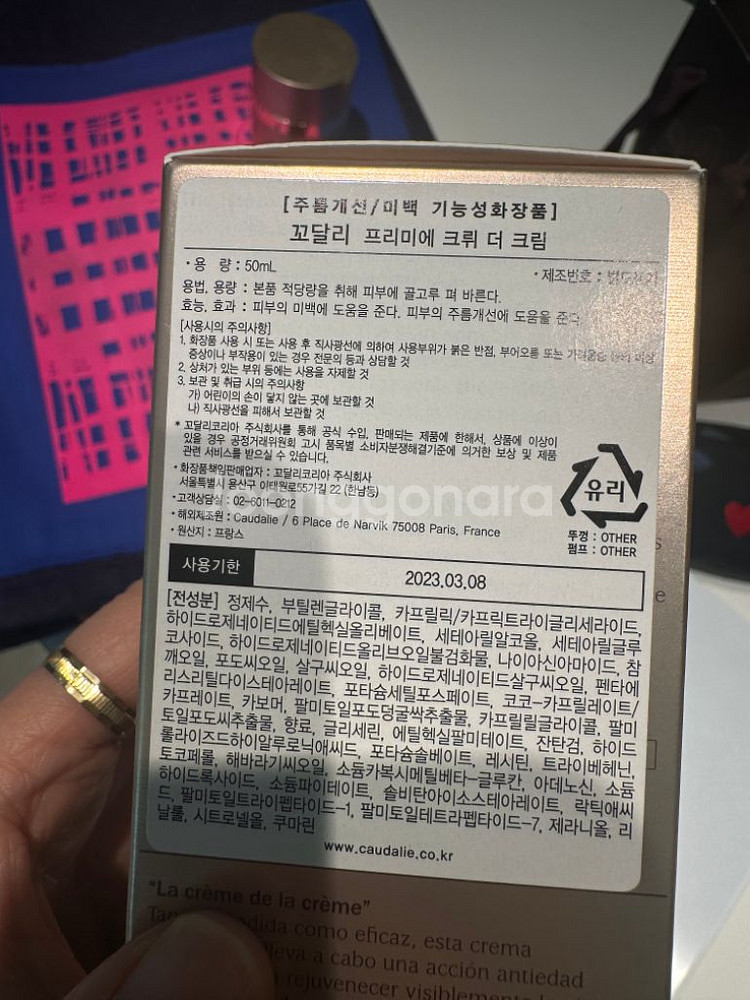 [주름개선/미백 기능성화장품]
꼬달리 프리미에 크뤼 더 크림
• 용 량 : 50mL
• 제조번호 :
용법, 용량 : 본품 적당량을 취해 피부에 골고루 펴 바른다.
효능, 효과 : 피부의 미백에 도움을 준다. 피부의 주름개선에 도움을 준다.
[사용시의 주의사항]
1. 화장품 사용 시 또는 사용 후 직사광선에 의하여 사용부위가 붉은 반점, 부어오름 또는 가려움증 등의 이상
증상이나 부작용이 있는 경우 전문의 등과 상담할 것
2. 상처가 있는 부위 등에는 사용을 자제할 것
3. 보관 및 취급 시의 주의사항
가) 어린이의 손이 닿지 않는 곳에 보관할 것
나) 직사광선을 피해서 보관할 것
* 꼬달리코리아 주식회사를 통해 공식 수입, 판매되는 제품에 한해서, 상품에 이상이
있을 경우 공정거래위원회 고시 품목별 소비자분쟁해결기준에 의거한 보상 및 제품
관련 서비스를 받으실 수 있습니다.
• 화장품책임판매업자 : 꼬달리코리아 주식회사
서울특별시 용산구 이태원로55가길 22 (한남동)
• 고객상담실 : 02-6011-0212
• 해외제조원 : Caudalie / 6 Place de Narvik 75008 Paris, France
• 원산지 : 프랑스
유리
뚜껑 : OTHER
펌프 : OTHER
사용기한 2023.03.08
[전성분] 정제수, 부틸렌글라이콜, 카프릴릭/카프릭트라이글리세라이드,
하이드로제네이티드에틸헥실올리베이트, 세테아릴알코올, 세테아릴글루
코사이드, 하이드로제네이티드올리브오일불검화물, 나이아신아마이드, 참
깨오일, 포도씨오일, 살구씨오일, 하이드로제네이티드살구씨오일, 펜타에
리스리틸다이스테아레이트, 포타슘세틸포스페이트, 코코-카프릴레이트/
카프레이트, 카보머, 팔미토일포도덩굴싹추출물, 카프릴릴글라이콜, 팔미
토일포도씨추출물, 향료, 글리세린, 에틸헥실팔미테이트, 잔탄검, 하이드
롤라이즈드하이알루로닉애씨드, 포타슘솔베이트, 레시틴, 트라이베헤닌,
토코페롤, 해바라기씨오일, 소듐카복시메틸베타-글루칸, 아데노신, 소듐
하이드록사이드, 소듐파이테이트, 솔비탄아이소스테아레이트, 락틱애씨
드, 팔미토일트라이펩타이드-1, 팔미토일테트라펩타이드-7, 제라니올, 리
날룰, 시트로넬올, 쿠마린
www.caudalie.co.kr
"La crème de la crème"
como eficaz, esta crema
lleva a cabo una acción antiedad
rejuvenecer visiblemente